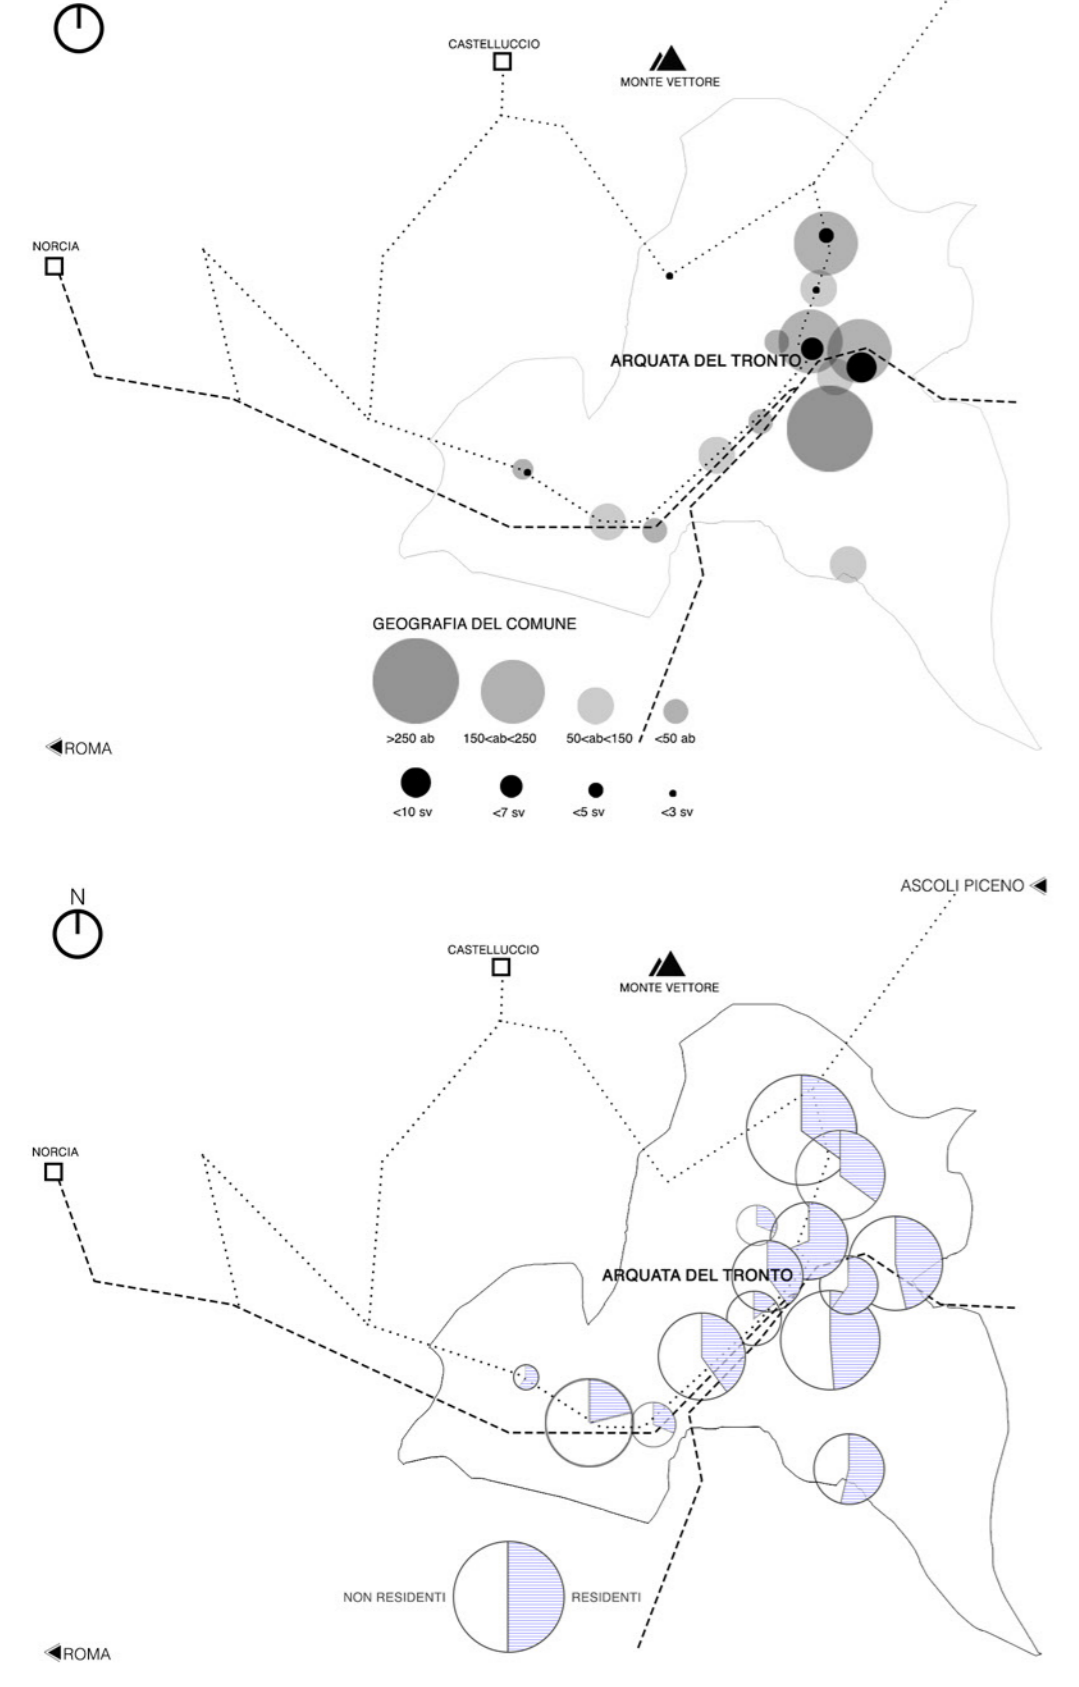 CASTELLUCCIO
MONTE VETTORE
NORCIA
ARQUATA DEL TRONTO
GEOGRAFIA DEL COMUNE
>250 ab
150<ab<250
50<ab<150
<50 ab
ROMA
<10 sv
<7 sv
<5 sv
<3 sv
ASCOLI PICENO
N
CASTELLUCCIO
MONTE VETTORE
NORCIA
ARQUATA DEL TRONTO
NON RESIDENTI
RESIDENTI
ROMA